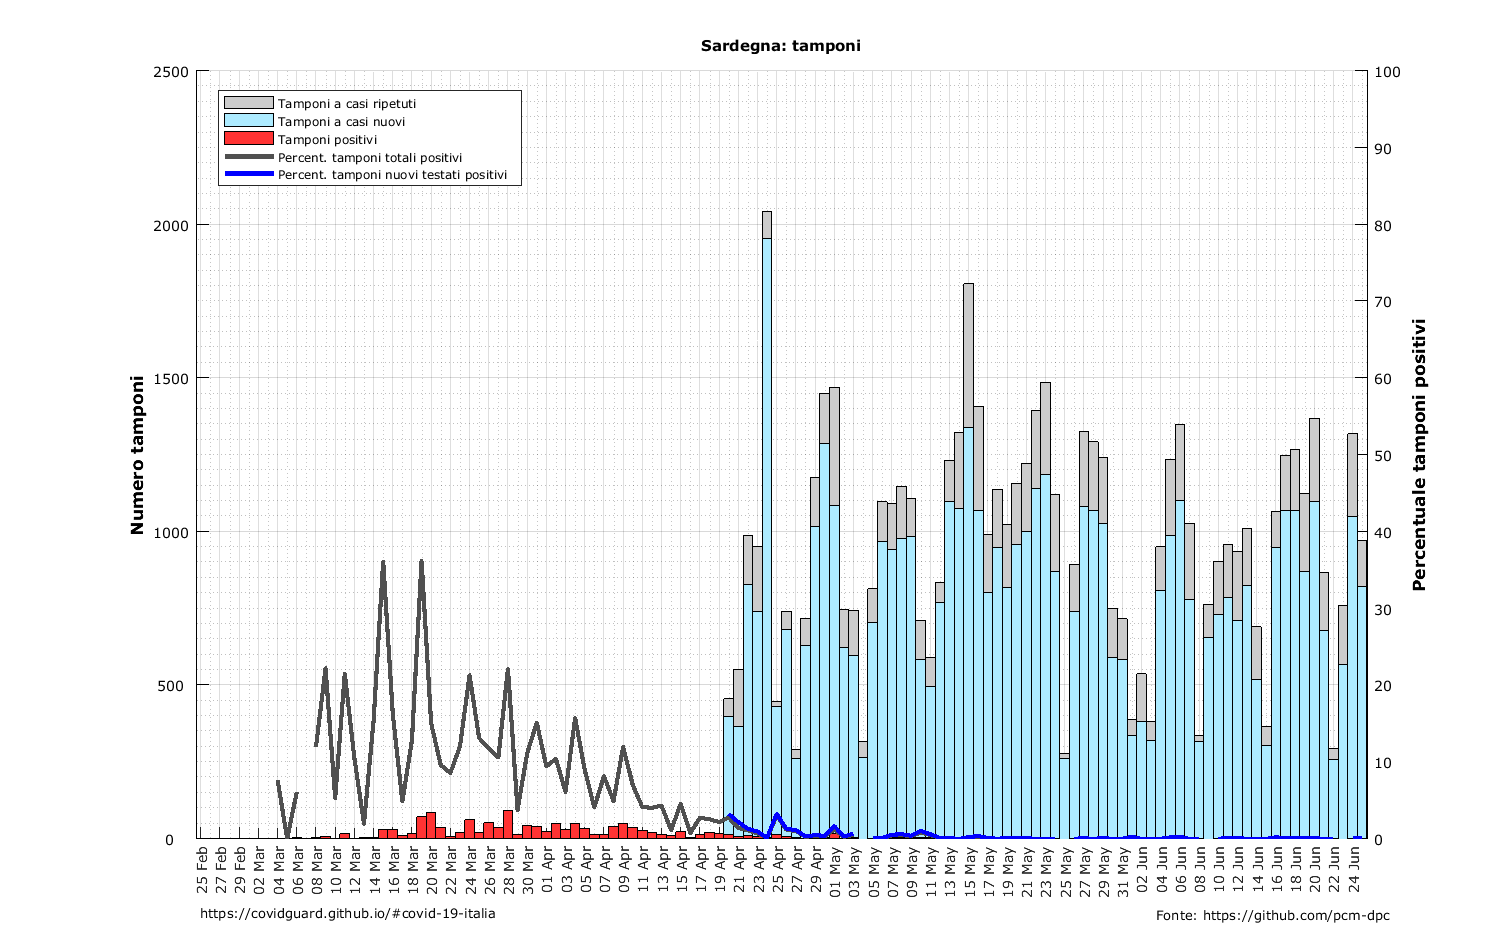 Sardegna: tamponi
2500
2000
1500
1000
500
0
Numero tamponi
Tamponi a casi ripetuti
Tamponi a casi nuovi
Tamponi positivi
Percent. tamponi totali positivi
Percent. tamponi nuovi testati positivi
100
90
80
70
60
50
40
30
20
10
0
Percentuale tamponi positivi
25 Feb
27 Feb
29 Feb
02 Mar
04 Mar
06 Mar
08 Mar
10 Mar
12 Mar
14 Mar
16 Mar
18 Mar
20 Mar
22 Mar
24 Mar
26 Mar
28 Mar
30 Mar
01 Apr
03 Apr
05 Apr
07 Apr
09 Apr
11 Apr
13 Apr
15 Apr
17 Apr
19 Apr
21 Apr
23 Apr
25 Apr
27 Apr
29 Apr
01 May
03 May
05 May
07 May
09 May
11 May
13 May
15 May
17 May
19 May
21 May
23 May
25 May
27 May
29 May
31 May
02 Jun
04 Jun
06 Jun
08 Jun
10 Jun
12 Jun
14 Jun
16 Jun
18 Jun
20 Jun
22 Jun
24 Jun
https://covidguard.github.io/#covid-19-italia
Fonte: https://github.com/pcm-dpc